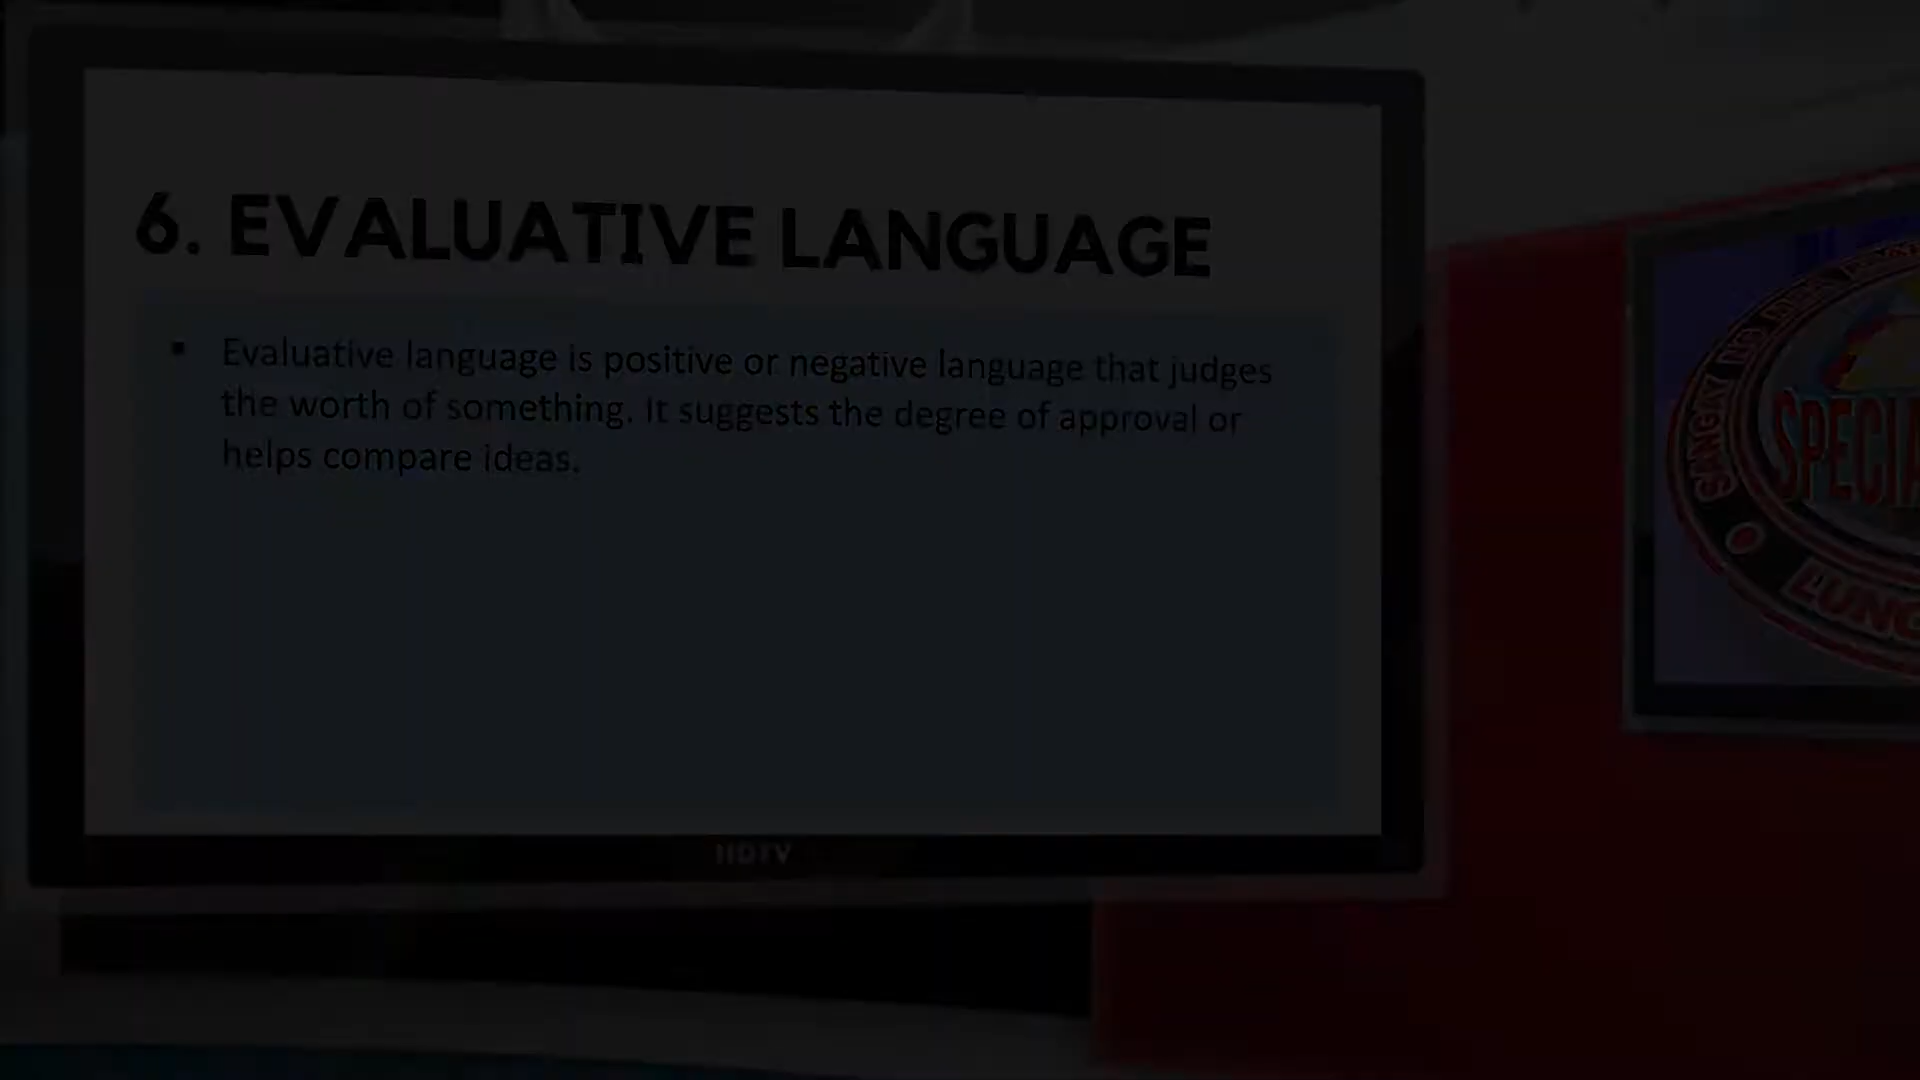 6. EVALUATIVE LANGUAGE
▪ Evaluative language is positive or negative language that judges
the worth of something. It suggests the degree of approval or
helps compare ideas.
HDTV